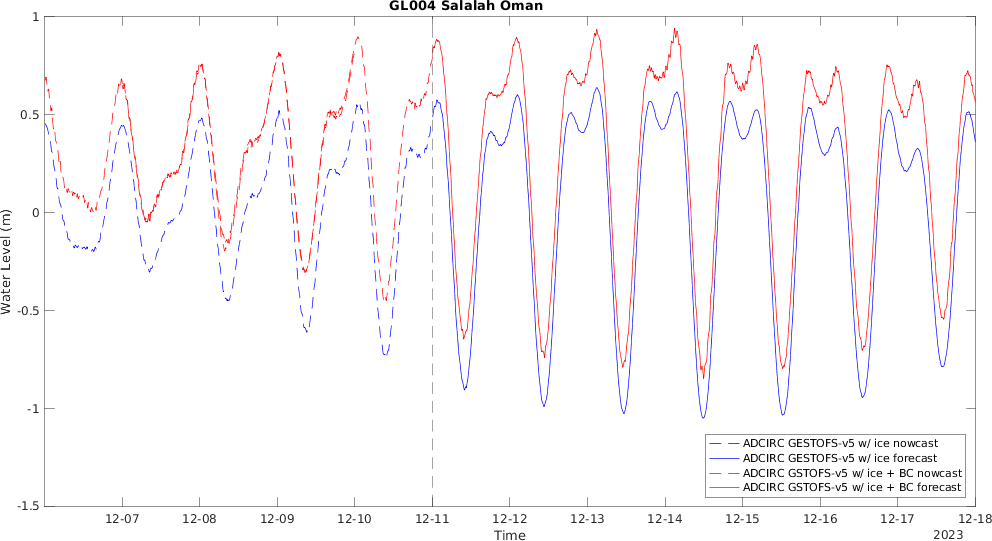 GL004 Salalah Oman
1
0.5
0
-0.5
-1
-1.5
Water Level (m)
12-07 12-08 12-09 12-10 12-11 12-12 12-13 12-14 12-15 12-16 12-17 12-18
Time
2023
ADCIRC GESTOFS-v5 w/ ice nowcast
ADCIRC GESTOFS-v5 w/ ice forecast
ADCIRC GSTOFS-v5 w/ ice + BC nowcast
ADCIRC GSTOFS-v5 w/ ice + BC forecast